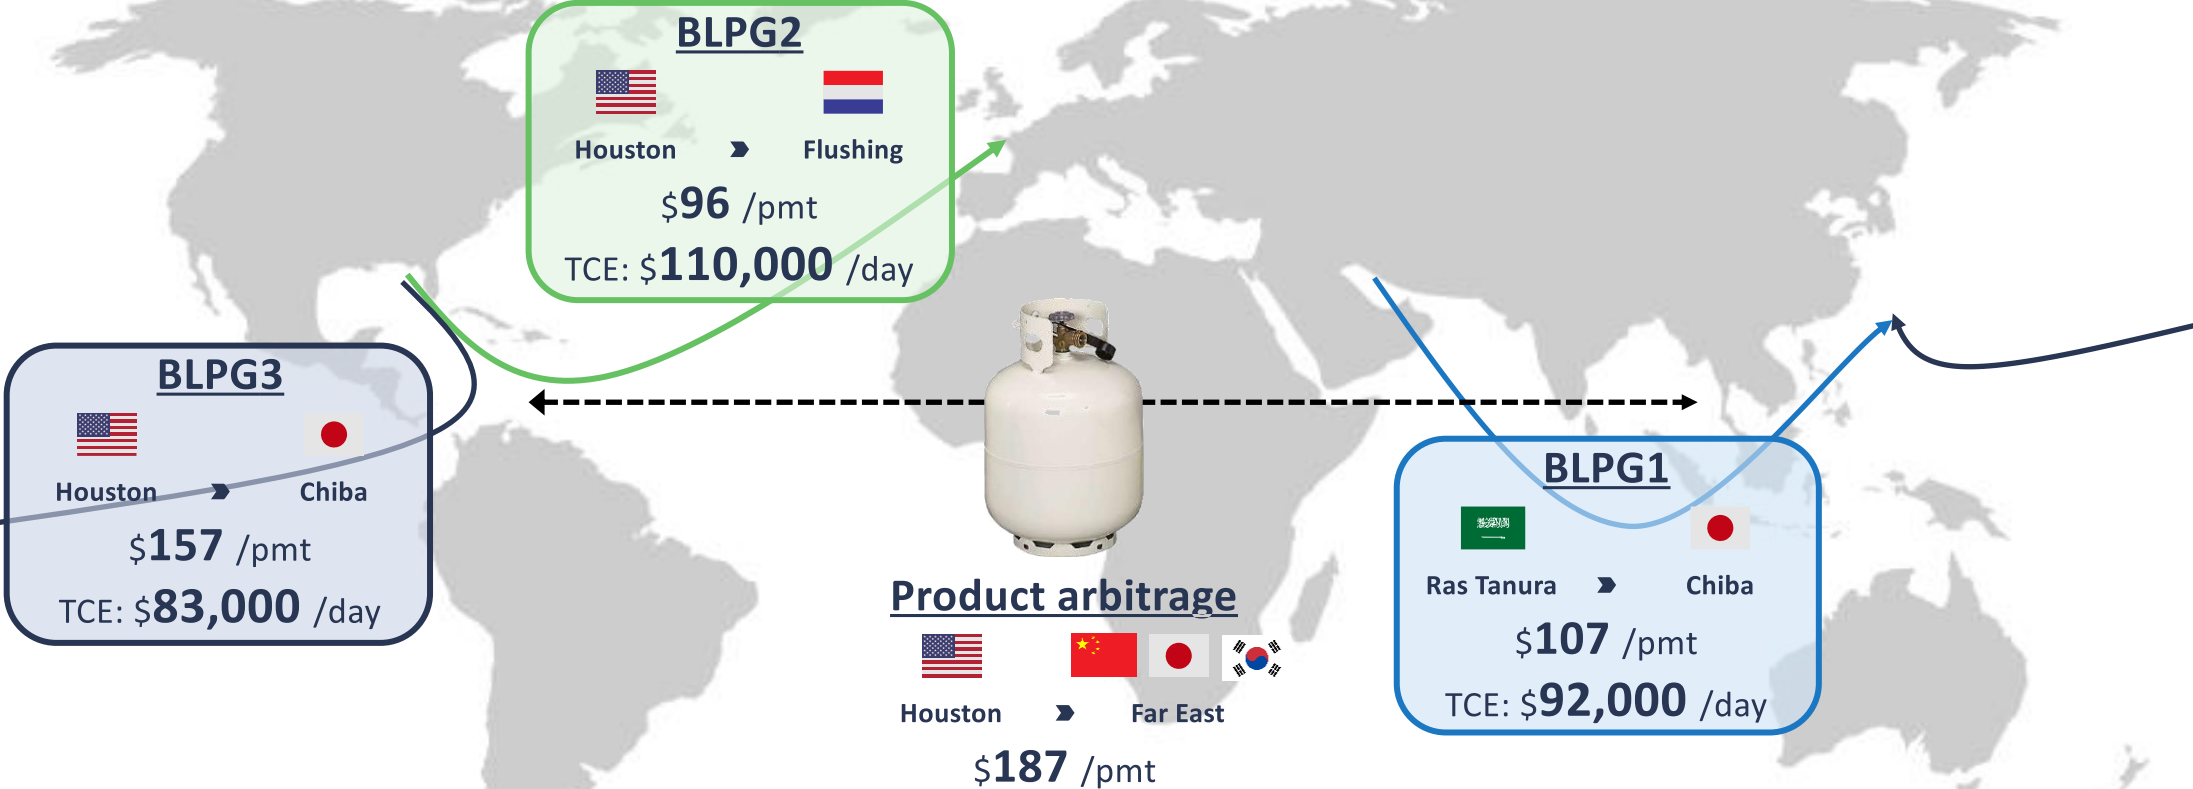 BLPG2
Houston Flushing
$96 /pmt
TCE: $110,000 /day
BLPG3
Houston Chiba
$157 /pmt
TCE: $83,000 /day
Product arbitrage
Houston Far East
$187 /pmt
BLPG1
Ras Tanura Chiba
$107 /pmt
TCE: $92,000 /day